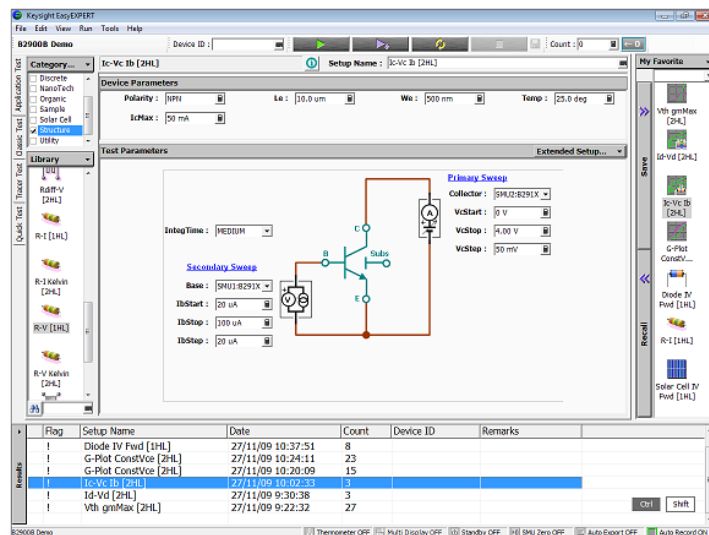 Keysight EasyEXPERT
File Edit View Run Tools Help
B2900B Demo
Device ID :
Count : 0
Application Test
Classic Test
Tracer Test
Quick Test
Category...
Discrete
NanoTech
Organic
Sample
Solar Cell
Structure
Utility
Library
Rdiff-V [2HL]
R-I [1HL]
R-I Kelvin [2HL]
R-V [1HL]
R-V Kelvin [2HL]
Ic-Vc Ib [2HL]
Setup Name : Ic-Vc Ib [2HL]
Device Parameters
Polarity : NPN
Le : 10.0 um
We : 500 nm
Temp : 25.0 deg
IcMax : 50 mA
Test Parameters
Extended Setup...
IntegTime : MEDIUM
Primary Sweep
Collector : SMU2:B291X
VcStart : 0 V
VcStop : 4.00 V
VcStep : 50 mV
Secondary Sweep
Base : SMU1:B291X
IbStart : 20 uA
IbStop : 100 uA
IbStep : 20 uA
C
B
Subs
E
A
V
My Favorite
Save
Recall
Vth gmMax [2HL]
Id-Vd [2HL]
Ic-Vc Ib [2HL]
G-Plot ConstV...
Diode IV Fwd [1HL]
R-I [1HL]
Solar Cell IV Fwd [1HL]
Results
Flag Setup Name Date Count Device ID Remarks
! Diode IV Fwd [1HL] 27/11/09 10:37:51 8
! G-Plot ConstVce [2HL] 27/11/09 10:24:11 23
! G-Plot ConstVce [2HL] 27/11/09 10:20:09 15
! Ic-Vc Ib [2HL] 27/11/09 10:02:33 3
! Id-Vd [2HL] 27/11/09 9:30:38 3
! Vth gmMax [2HL] 27/11/09 9:22:32 27
Ctrl Shift
B2900B Demo
Thermometer OFF Multi Display OFF Standby OFF SMU Zero OFF Auto Export OFF Auto Record ON